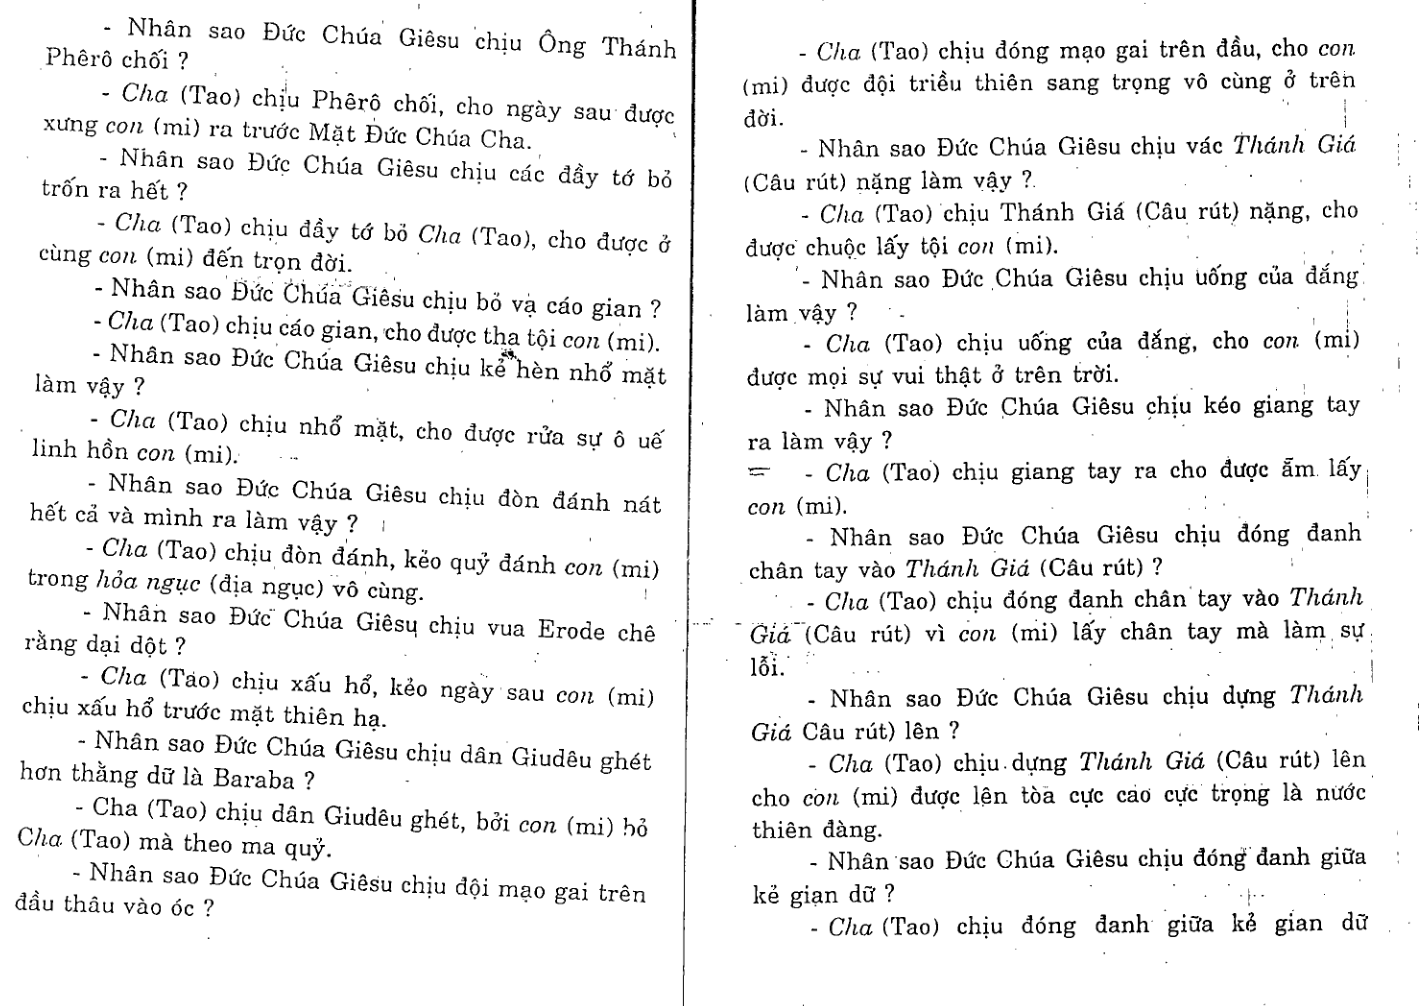 - Nhân sao Đức Chúa Giêsu chịu Ông Thánh
Phêrô chối ?
- Cha (Tao) chịu Phêrô chối, cho ngày sau được
xưng con (mi) ra trước Mặt Đức Chúa Cha.
- Nhân sao Đức Chúa Giêsu chịu các đầy tớ bỏ
trốn ra hết ?
- Cha (Tao) chịu đầy tớ bỏ Cha (Tao), cho được ở
cùng con (mi) đến trọn đời.
- Nhân sao Đức Chúa Giêsu chịu bỏ vạ cáo gian ?
- Cha (Tao) chịu cáo gian, cho được tha tội con (mi).
- Nhân sao Đức Chúa Giêsu chịu kẻ hèn nhổ mặt
làm vậy ?
- Cha (Tao) chịu nhổ mặt, cho được rửa sự ô uế
linh hồn con (mi).
- Nhân sao Đức Chúa Giêsu chịu đòn đánh nát
hết cả và mình ra làm vậy ?
- Cha (Tao) chịu đòn đánh, kẻo quỷ đánh con (mi)
trong hỏa ngục (địa ngục) vô cùng.
- Nhân sao Đức Chúa Giêsu chịu vua Erode chê
rằng dại dột ?
- Cha (Tao) chịu xấu hổ, kẻo ngày sau con (mi)
chịu xấu hổ trước mặt thiên hạ.
- Nhân sao Đức Chúa Giêsu chịu dân Giudêu ghét
hơn thằng dữ là Baraba ?
- Cha (Tao) chịu dân Giudêu ghét, bởi con (mi) bỏ
Cha (Tao) mà theo ma quỷ.
- Nhân sao Đức Chúa Giêsu chịu đội mạo gai trên
đầu thâu vào óc ?
- Cha (Tao) chịu đóng mạo gai trên đầu, cho con
(mi) được đội triều thiên sang trọng vô cùng ở trên
đời.
- Nhân sao Đức Chúa Giêsu chịu vác Thánh Giá
(Câu rút) nặng làm vậy ?
- Cha (Tao) chịu Thánh Giá (Câu rút) nặng, cho
được chuộc lấy tội con (mi).
- Nhân sao Đức Chúa Giêsu chịu uống của đắng
làm vậy ?
- Cha (Tao) chịu uống của đắng, cho con (mi)
được mọi sự vui thật ở trên trời.
- Nhân sao Đức Chúa Giêsu chịu kéo giang tay
ra làm vậy ?
- Cha (Tao) chịu giang tay ra cho được ẵm lấy
con (mi).
- Nhân sao Đức Chúa Giêsu chịu đóng đanh
chân tay vào Thánh Giá (Câu rút) ?
- Cha (Tao) chịu đóng đanh chân tay vào Thánh
Giá (Câu rút) vì con (mi) lấy chân tay mà làm sự
lỗi.
- Nhân sao Đức Chúa Giêsu chịu dựng Thánh
Giá Câu rút) lên ?
- Cha (Tao) chịu dựng Thánh Giá (Câu rút) lên
cho con (mi) được lên tòa cực cao cực trọng là nước
thiên đàng.
- Nhân sao Đức Chúa Giêsu chịu đóng đanh giữa
kẻ gian dữ ?
- Cha (Tao) chịu đóng đanh giữa kẻ gian dữ